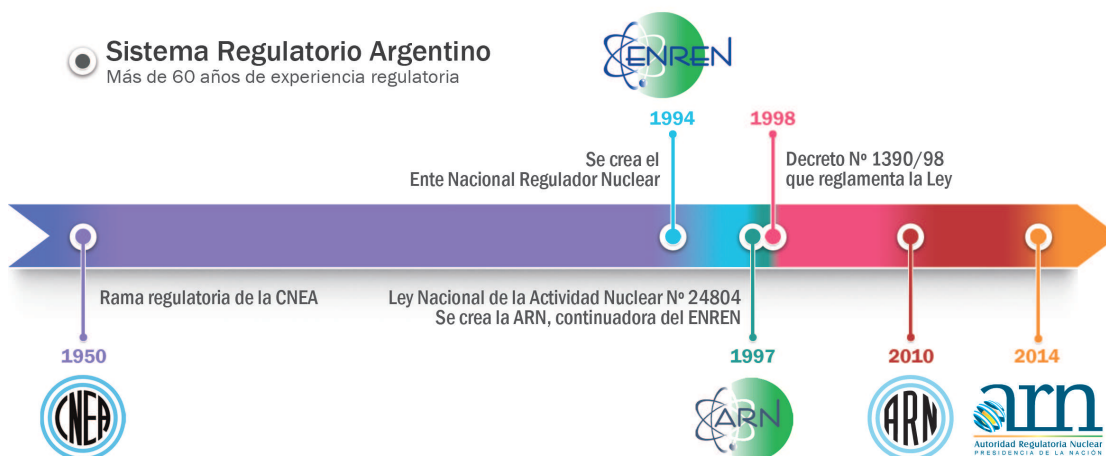 Sistema Regulatorio Argentino
Más de 60 años de experiencia regulatoria
ENREN
1994
1998
Se crea el
Ente Nacional Regulador Nuclear
Decreto Nº 1390/98
que reglamenta la Ley
Rama regulatoria de la CNEA
Ley Nacional de la Actividad Nuclear Nº 24804
Se crea la ARN, continuadora del ENREN
1950
1997
2010
2014
CNEA
ARN
ARN
arn
Autoridad Regulatoria Nuclear
PRESIDENCIA DE LA NACIÓN